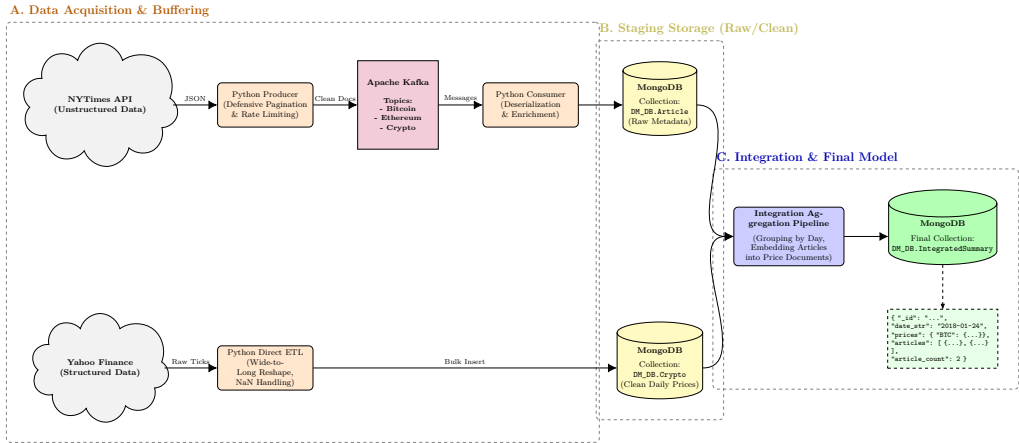 A. Data Acquisition & Buffering
B. Staging Storage (Raw/Clean)
C. Integration & Final Model
NYTimes API
(Unstructured Data)
JSON
Python Producer
(Defensive Pagination
& Rate Limiting)
Clean Docs
Apache Kafka
Topics:
- Bitcoin
- Ethereum
- Crypto
Messages
Python Consumer
(Deserialization
& Enrichment)
MongoDB
Collection:
DM_DB.Article
(Raw Metadata)
Yahoo Finance
(Structured Data)
Raw Ticks
Python Direct ETL
(Wide-to-
Long Reshape,
NaN Handling)
Bulk Insert
MongoDB
Collection:
DM_DB.Crypto
(Clean Daily Prices)
Integration Ag-
gregation Pipeline
(Grouping by Day,
Embedding Articles
into Price Documents)
MongoDB
Final Collection:
DM_DB.IntegratedSummary
{ "_id": "...",
"date_str": "2018-01-24",
"prices": { "BTC": {...}},
"articles": [ {...}, {...}
],
"article_count": 2 }